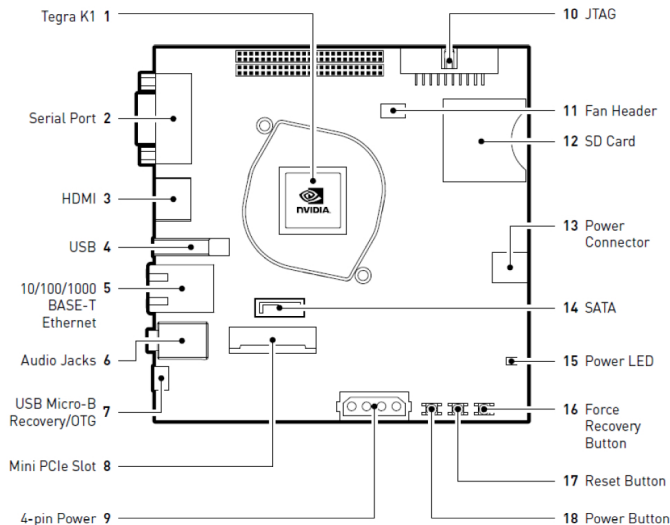 Tegra K1 1
Serial Port 2
HDMI 3
USB 4
10/100/1000 5
BASE-T
Ethernet
Audio Jacks 6
USB Micro-B 7
Recovery/OTG
Mini PCIe Slot 8
4-pin Power 9
NVIDIA.
10 JTAG
11 Fan Header
12 SD Card
13 Power
Connector
14 SATA
15 Power LED
16 Force
Recovery
Button
17 Reset Button
18 Power Button